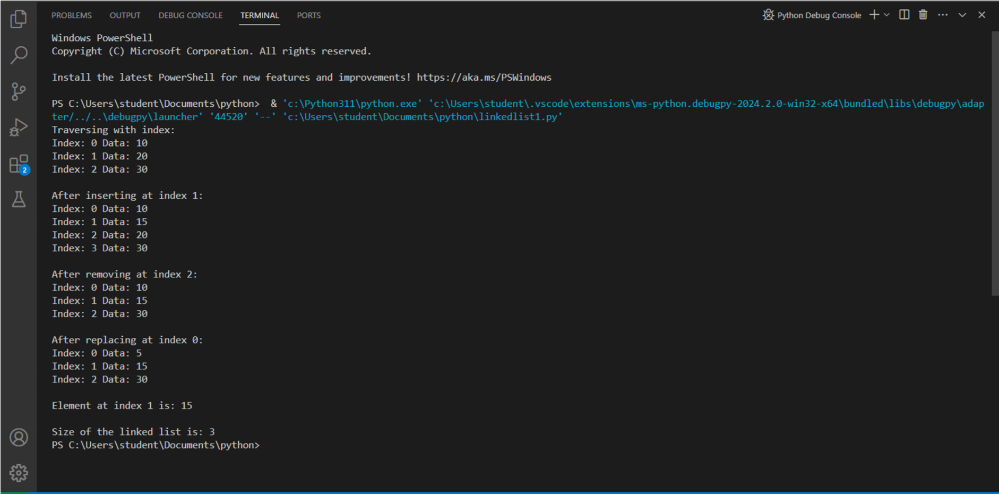 PROBLEMS OUTPUT DEBUG CONSOLE TERMINAL PORTS Python Debug Console
Windows PowerShell
Copyright (C) Microsoft Corporation. All rights reserved.
Install the latest PowerShell for new features and improvements! https://aka.ms/PSWindows
PS C:\Users\student\Documents\python>  & 'c:\Python311\python.exe' 'c:\Users\student\.vscode\extensions\ms-python.debugpy-2024.2.0-win32-x64\bundled\libs\debugpy\adap
ter/../..\debugpy\launcher' '44520' '--' 'c:\Users\student\Documents\python\linkedlist1.py'
Traversing with index:
Index: 0 Data: 10
Index: 1 Data: 20
Index: 2 Data: 30
After inserting at index 1:
Index: 0 Data: 10
Index: 1 Data: 15
Index: 2 Data: 20
Index: 3 Data: 30
After removing at index 2:
Index: 0 Data: 10
Index: 1 Data: 15
Index: 2 Data: 30
After replacing at index 0:
Index: 0 Data: 5
Index: 1 Data: 15
Index: 2 Data: 30
Element at index 1 is: 15
Size of the linked list is: 3
PS C:\Users\student\Documents\python>
2